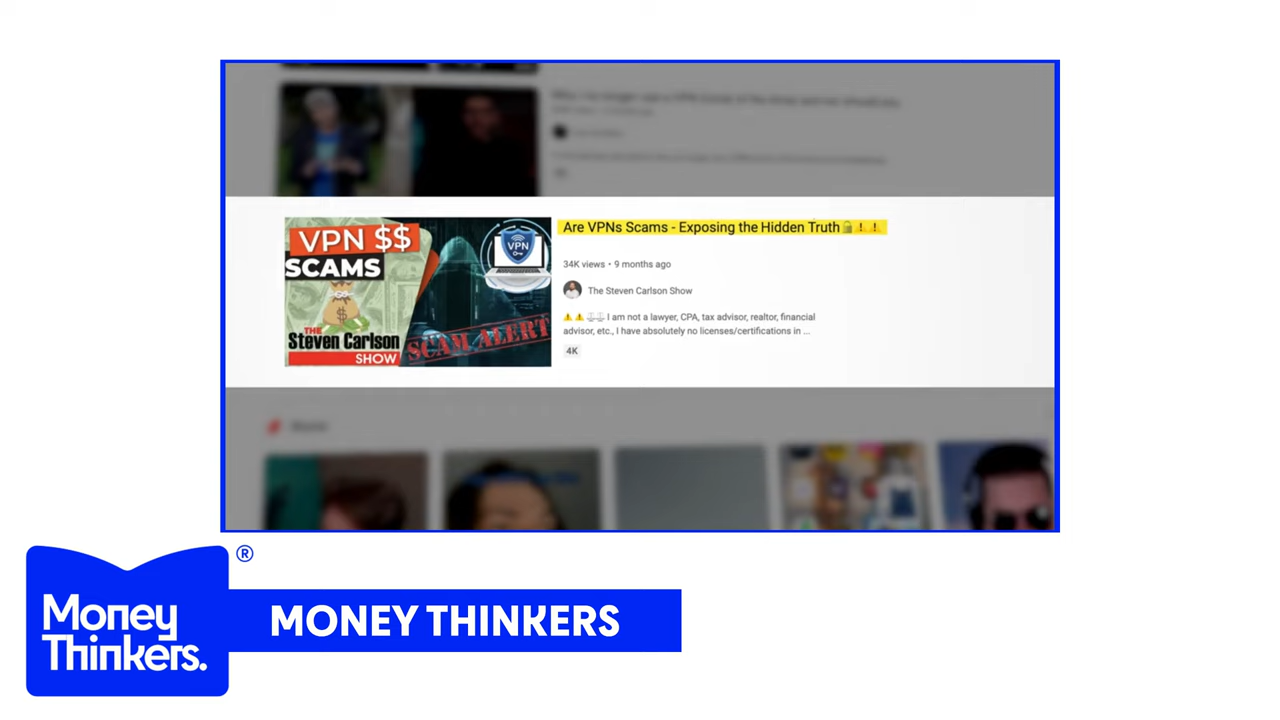 VPN $$
SCAMS
VPN
THE
Steven Carlson
SHOW
SCAM ALERT
Are VPNs Scams - Exposing the Hidden Truth🔒⚠️⚠️
34K views • 9 months ago
The Steven Carlson Show
I am not a lawyer, CPA, tax advisor, realtor, financial
advisor, etc., I have absolutely no licenses/certifications in ...
4K
Money
Thinkers.
®
MONEY THINKERS